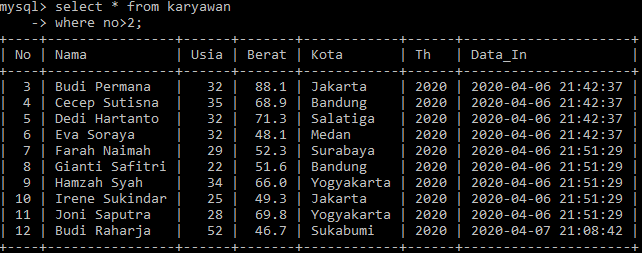 mysql> select * from karyawan
    -> where no>2;
+----+-----------------+------+-------+------------+------+---------------------+
| No | Nama            | Usia | Berat | Kota       | Th   | Data_In             |
+----+-----------------+------+-------+------------+------+---------------------+
|  3 | Budi Permana    |   32 |  88.1 | Jakarta    | 2020 | 2020-04-06 21:42:37 |
|  4 | Cecep Sutisna   |   35 |  68.9 | Bandung    | 2020 | 2020-04-06 21:42:37 |
|  5 | Dedi Hartanto   |   32 |  71.3 | Salatiga   | 2020 | 2020-04-06 21:42:37 |
|  6 | Eva Soraya      |   32 |  48.1 | Medan      | 2020 | 2020-04-06 21:42:37 |
|  7 | Farah Naimah    |   29 |  52.3 | Surabaya   | 2020 | 2020-04-06 21:51:29 |
|  8 | Gianti Safitri  |   22 |  51.6 | Bandung    | 2020 | 2020-04-06 21:51:29 |
|  9 | Hamzah Syah     |   34 |  66.0 | Yogyakarta | 2020 | 2020-04-06 21:51:29 |
| 10 | Irene Sukindar  |   25 |  49.3 | Jakarta    | 2020 | 2020-04-06 21:51:29 |
| 11 | Joni Saputra    |   28 |  69.8 | Yogyakarta | 2020 | 2020-04-06 21:51:29 |
| 12 | Budi Raharja    |   52 |  46.7 | Sukabumi   | 2020 | 2020-04-07 21:08:42 |
+----+-----------------+------+-------+------------+------+---------------------+